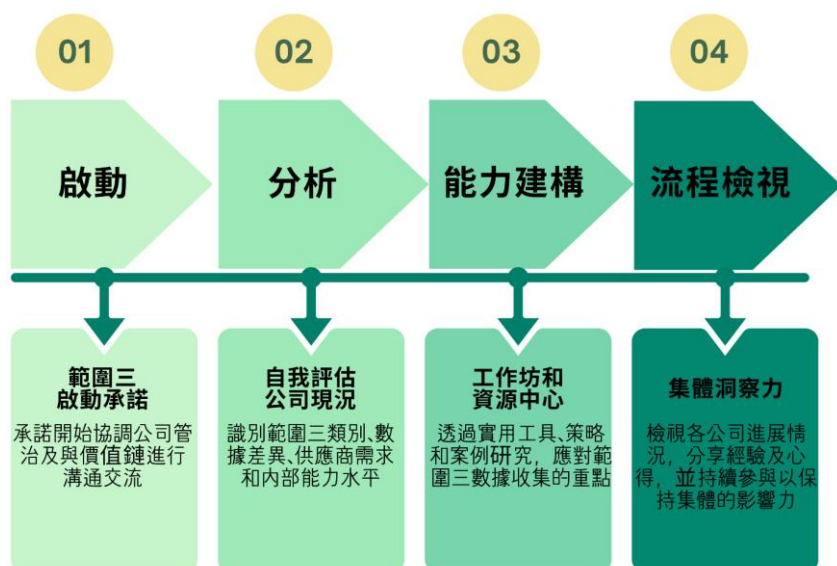 01
02
03
04
啟動
分析
能力建構
流程檢視
範圍三
啟動承諾
承諾開始協調公司管
治及與價值鏈進行
溝通交流
自我評估
公司現況
識別範圍三類別、數
據差異、供應商需求
和內部能力水平
工作坊和
資源中心
透過實用工具、策略
和案例研究，應對範
圍三數據收集的重點
集體洞察力
檢視各公司進展情
況，分享經驗及心
得，並持續參與以保
持集體的影響力